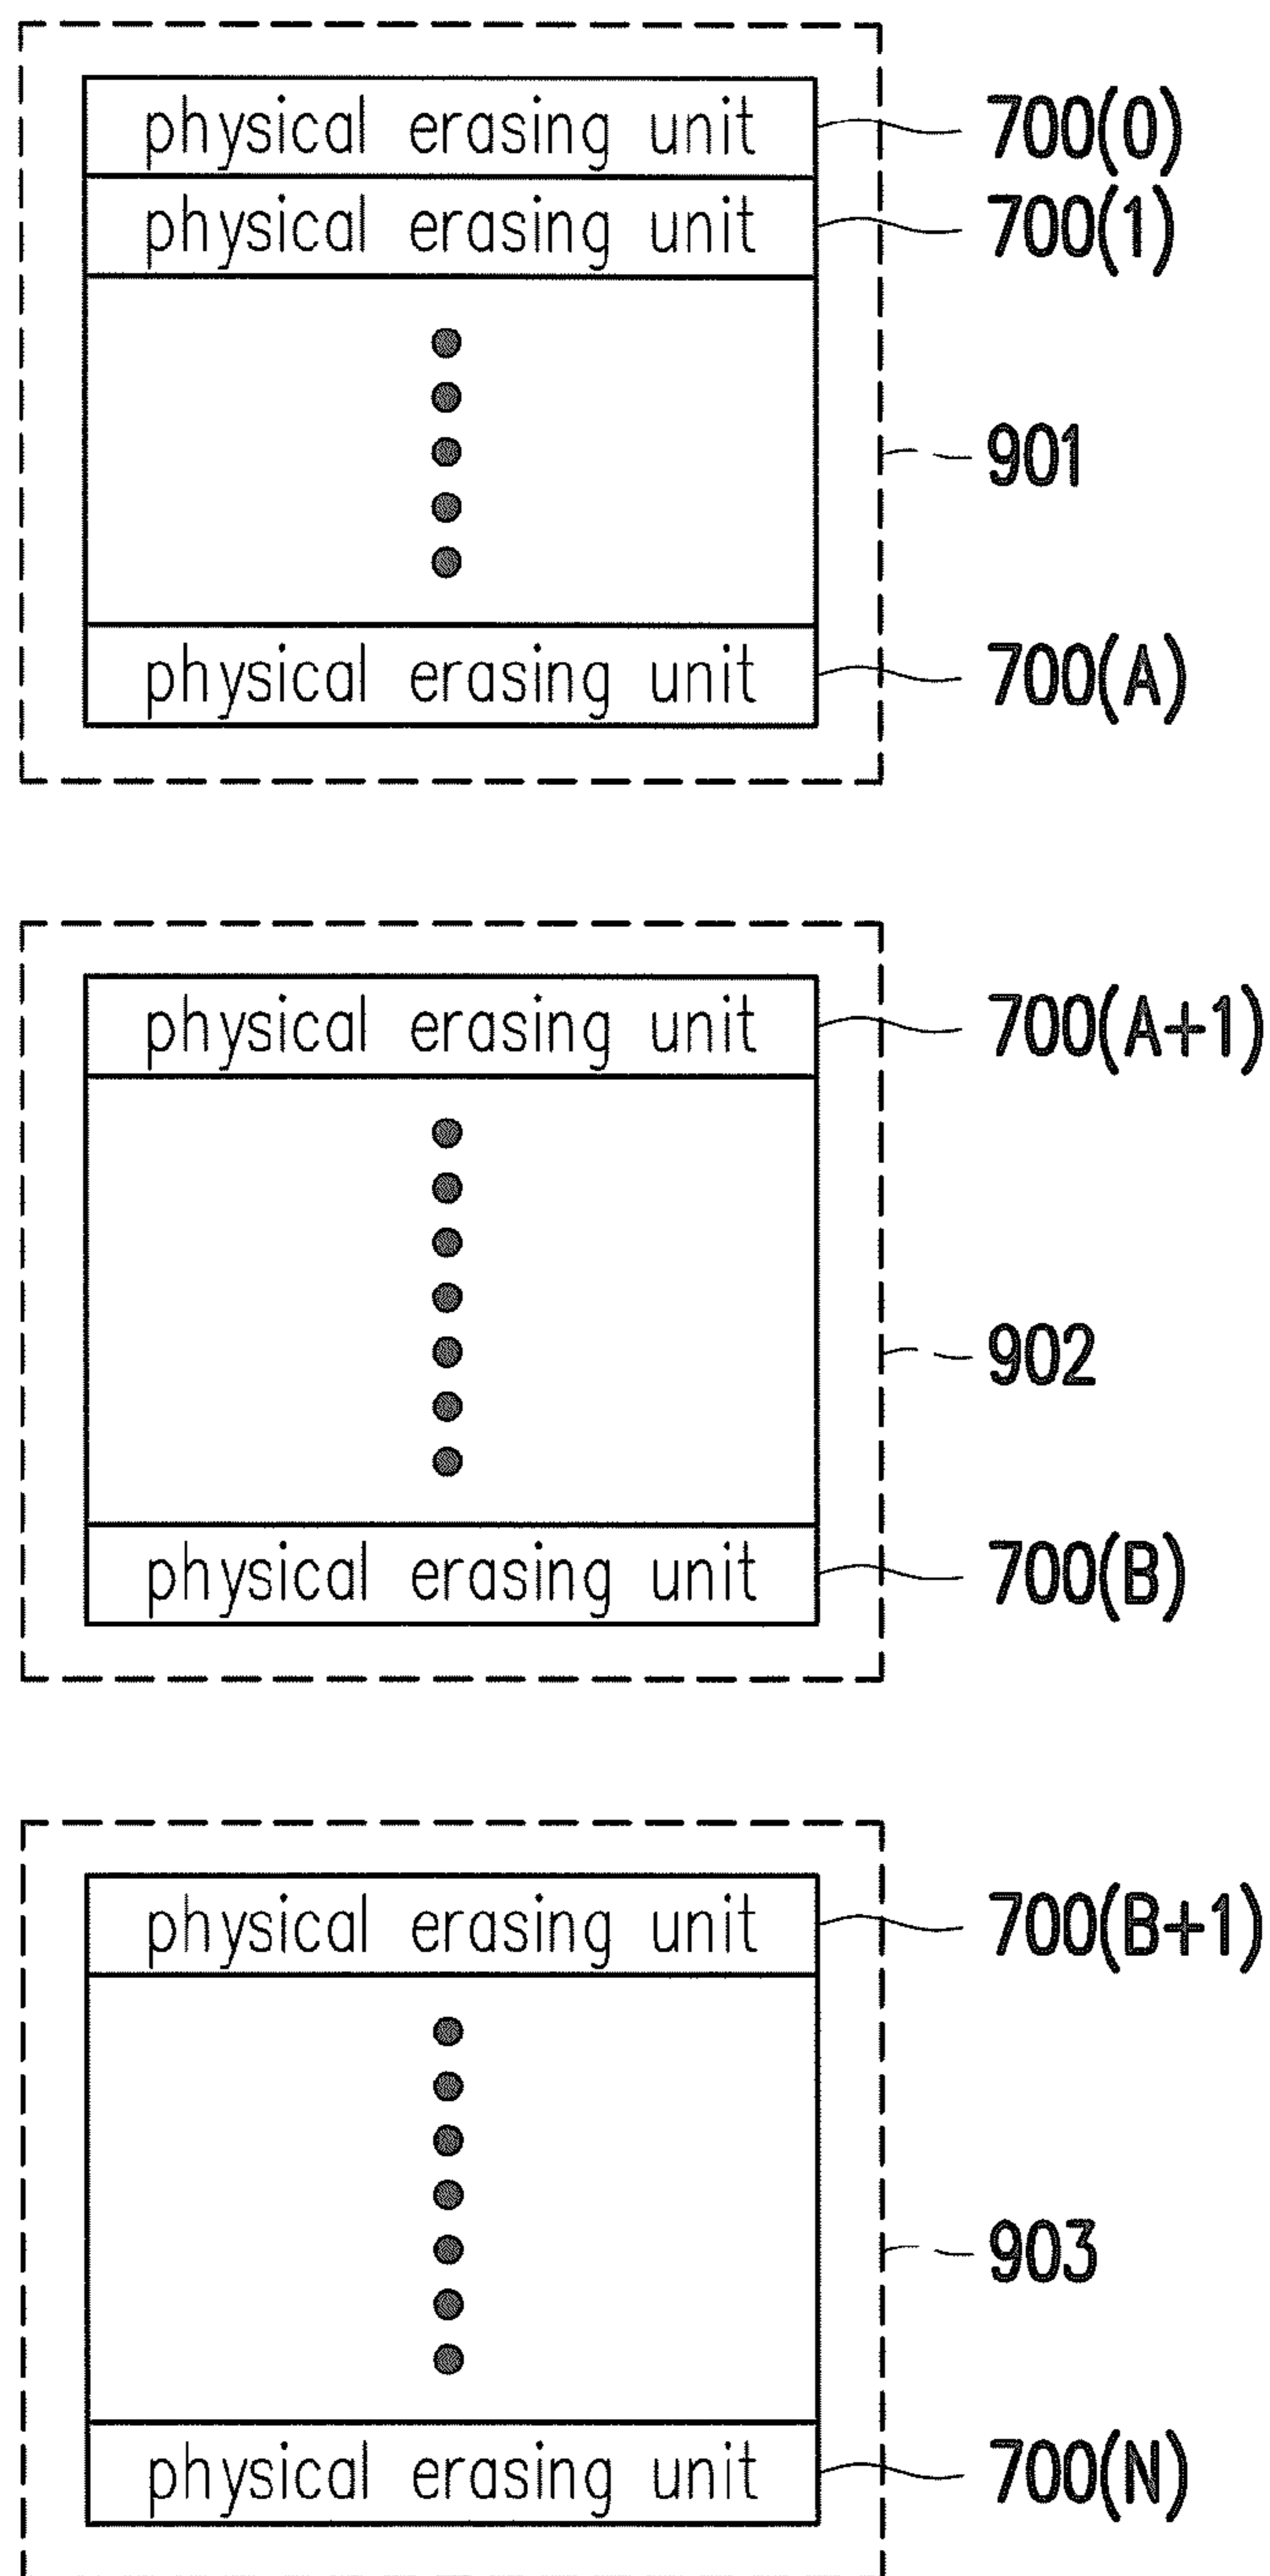 physical erasing unit 700(0)
physical erasing unit 700(1)
901
physical erasing unit 700(A)
physical erasing unit 700(A+1)
902
physical erasing unit 700(B)
physical erasing unit 700(B+1)
903
physical erasing unit 700(N)